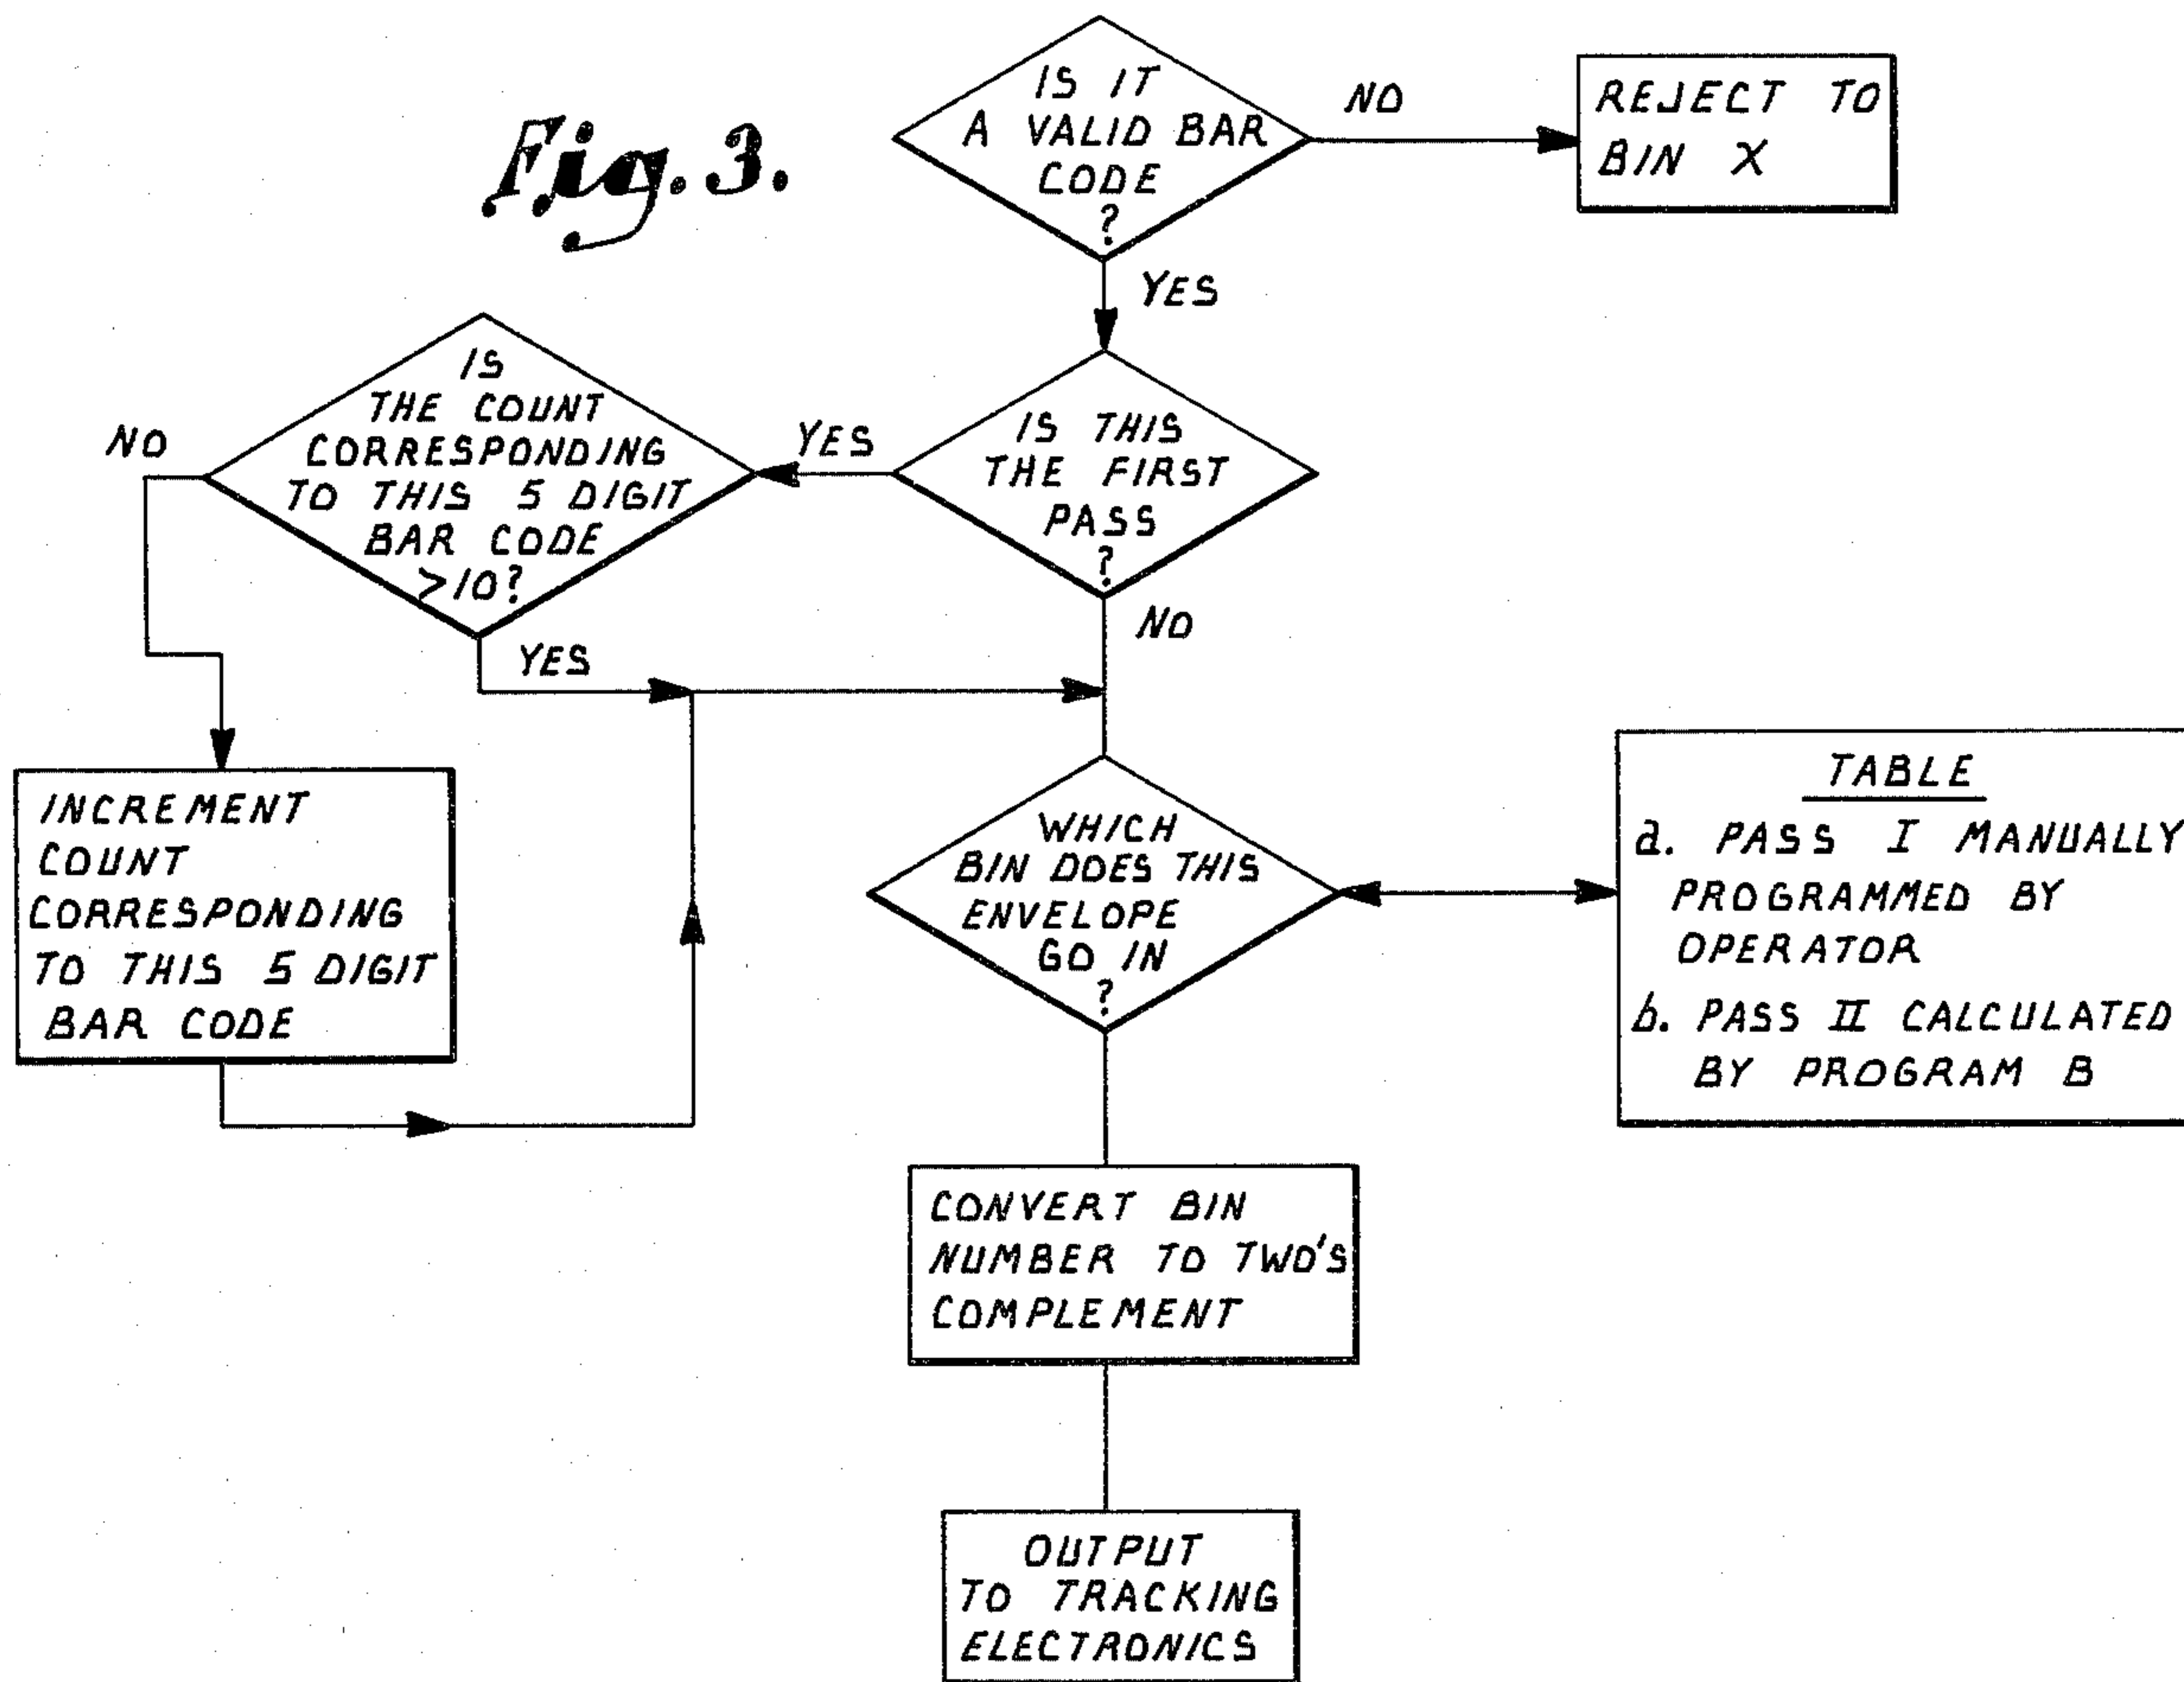 Fig. 3.
IS IT
A VALID BAR
CODE
?
NO
REJECT TO
BIN X
YES
IS
THE COUNT
CORRESPONDING
TO THIS 5 DIGIT
BAR CODE
>10?
NO
YES
IS THIS
THE FIRST
PASS
?
YES
NO
INCREMENT
COUNT
CORRESPONDING
TO THIS 5 DIGIT
BAR CODE
WHICH
BIN DOES THIS
ENVELOPE
GO IN
?
TABLE
a. PASS I MANUALLY
PROGRAMMED BY
OPERATOR
b. PASS II CALCULATED
BY PROGRAM B
CONVERT BIN
NUMBER TO TWO'S
COMPLEMENT
OUTPUT
TO TRACKING
ELECTRONICS